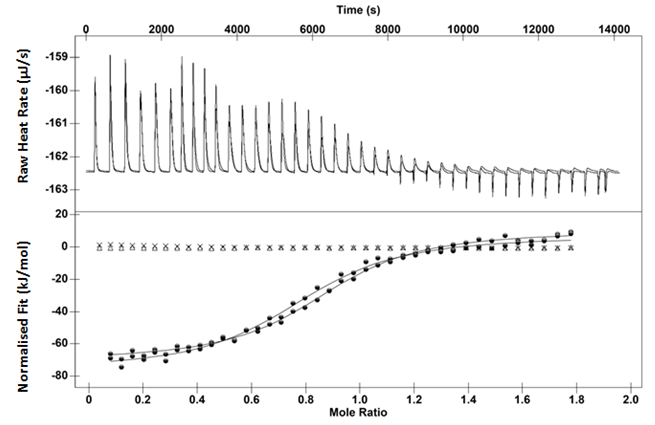 Time (s)
0 2000 4000 6000 8000 10000 12000 14000
Raw Heat Rate (µJ/s)
-159
-160
-161
-162
-163
Normalised Fit (kJ/mol)
20
0
-20
-40
-60
-80
0 0.2 0.4 0.6 0.8 1.0 1.2 1.4 1.6 1.8 2.0
Mole Ratio